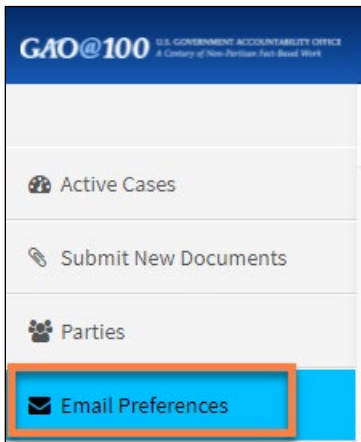 GAO@100 U.S. GOVERNMENT ACCOUNTABILITY OFFICE
A Century of Non-Partisan Fact-Based Work
Active Cases
Submit New Documents
Parties
Email Preferences